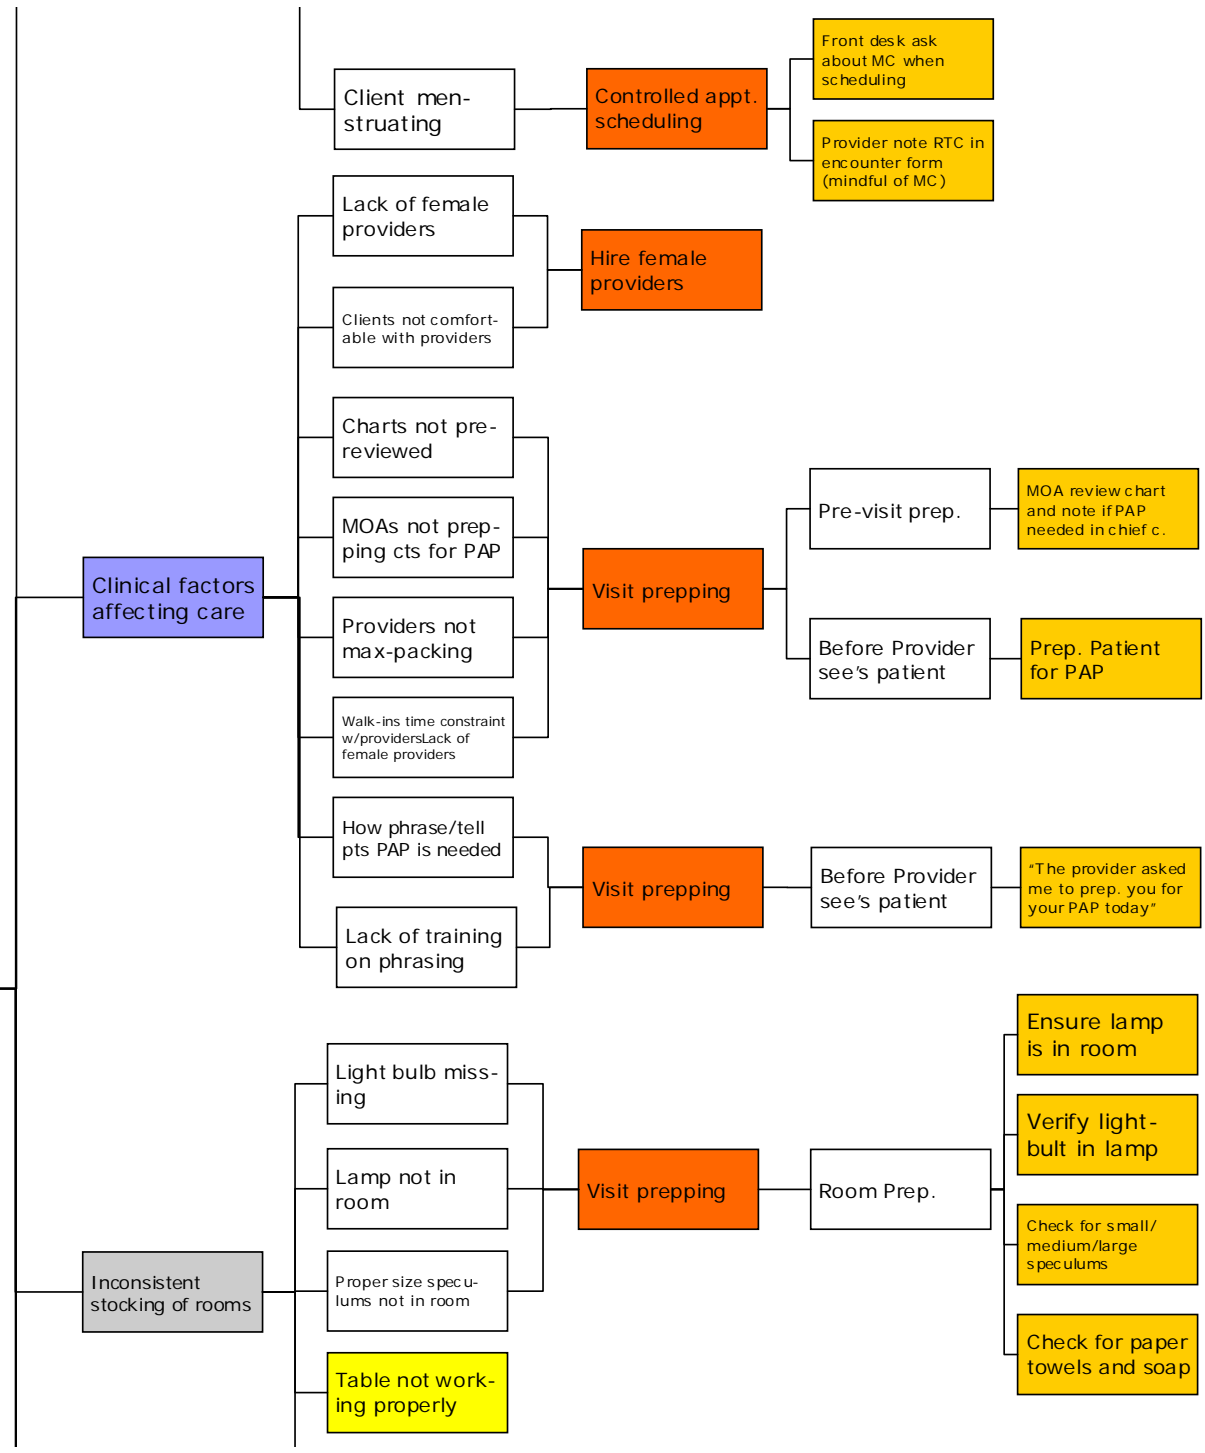 Front desk ask
about MC when
scheduling
Client men-
struating
Controlled appt.
scheduling
Provider note RTC in
encounter form
(mindful of MC)
Lack of female
providers
Hire female
providers
Clients not comfort-
able with providers
Charts not pre-
reviewed
MOAs not prep-
ping cts for PAP
Providers not
max-packing
Walk-ins time constraint
w/providersLack of
female providers
Visit prepping
Pre-visit prep.
MOA review chart
and note if PAP
needed in chief c.
Before Provider
see's patient
Prep. Patient
for PAP
Clinical factors
affecting care
How phrase/tell
pts PAP is needed
Lack of training
on phrasing
Visit prepping
Before Provider
see's patient
"The provider asked
me to prep. you for
your PAP today"
Light bulb miss-
ing
Lamp not in
room
Proper size specu-
lums not in room
Table not work-
ing properly
Inconsistent
stocking of rooms
Visit prepping
Room Prep.
Ensure lamp
is in room
Verify light-
bult in lamp
Check for small/
medium/large
speculums
Check for paper
towels and soap